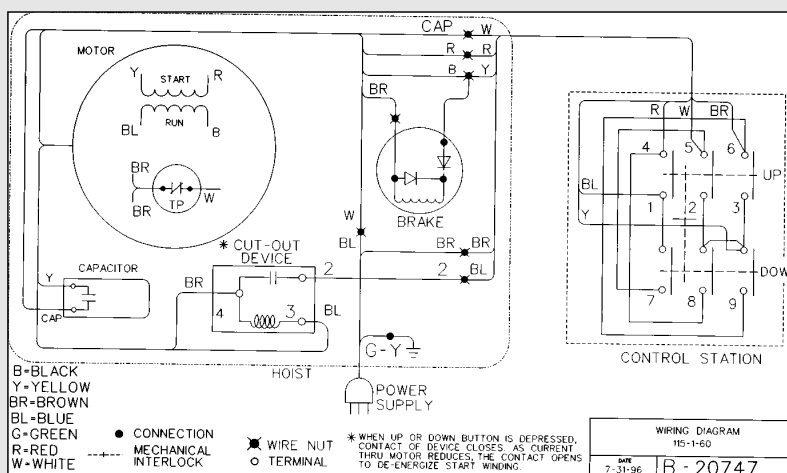 CAP W
MOTOR
R R
Y START R
B Y
BR
RUN
BL B
R W BR
4 5 6
BR
TP W
BR
UP
BL
1 2 3
Y
BRAKE
W
BL
BR BR
* CUT-OUT
DEVICE
2 2 BL
DOW
CAPACITOR
Y
BR
4 3 BL
7 8 9
CAP
G-Y
CONTROL STATION
HOIST
B=BLACK
Y=YELLOW
BR=BROWN
BL=BLUE
G=GREEN
R=RED
W=WHITE
POWER
SUPPLY
CONNECTION
MECHANICAL
INTERLOCK
WIRE NUT
TERMINAL
* WHEN UP OR DOWN BUTTON IS DEPRESSED,
CONTACT OF DEVICE CLOSES. AS CURRENT
THRU MOTOR REDUCES, THE CONTACT OPENS
TO DE-ENERGIZE START WINDING.
WIRING DIAGRAM
115-1-60
DATE
7-31-96
B - 20747